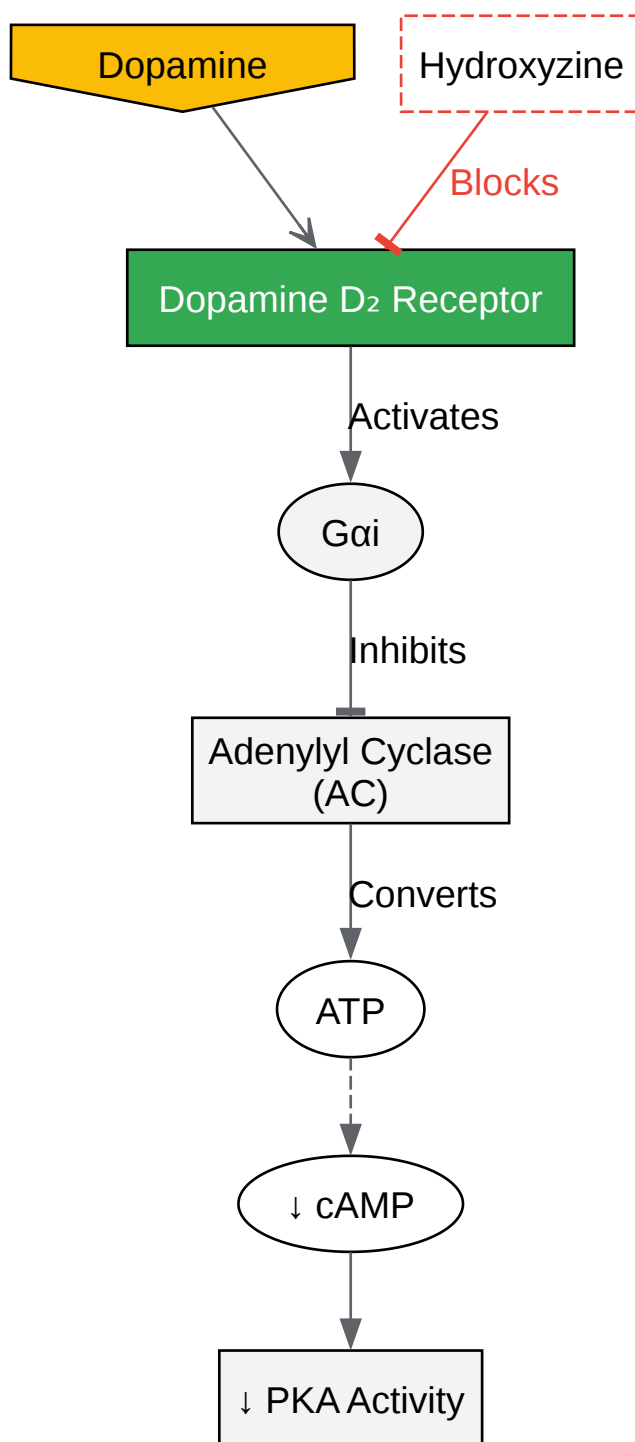 Dopamine
Hydroxyzine
Blocks
Dopamine D₂ Receptor
Activates
Gαi
Inhibits
Adenylyl Cyclase
(AC)
Converts
ATP
↓ cAMP
↓ PKA Activity